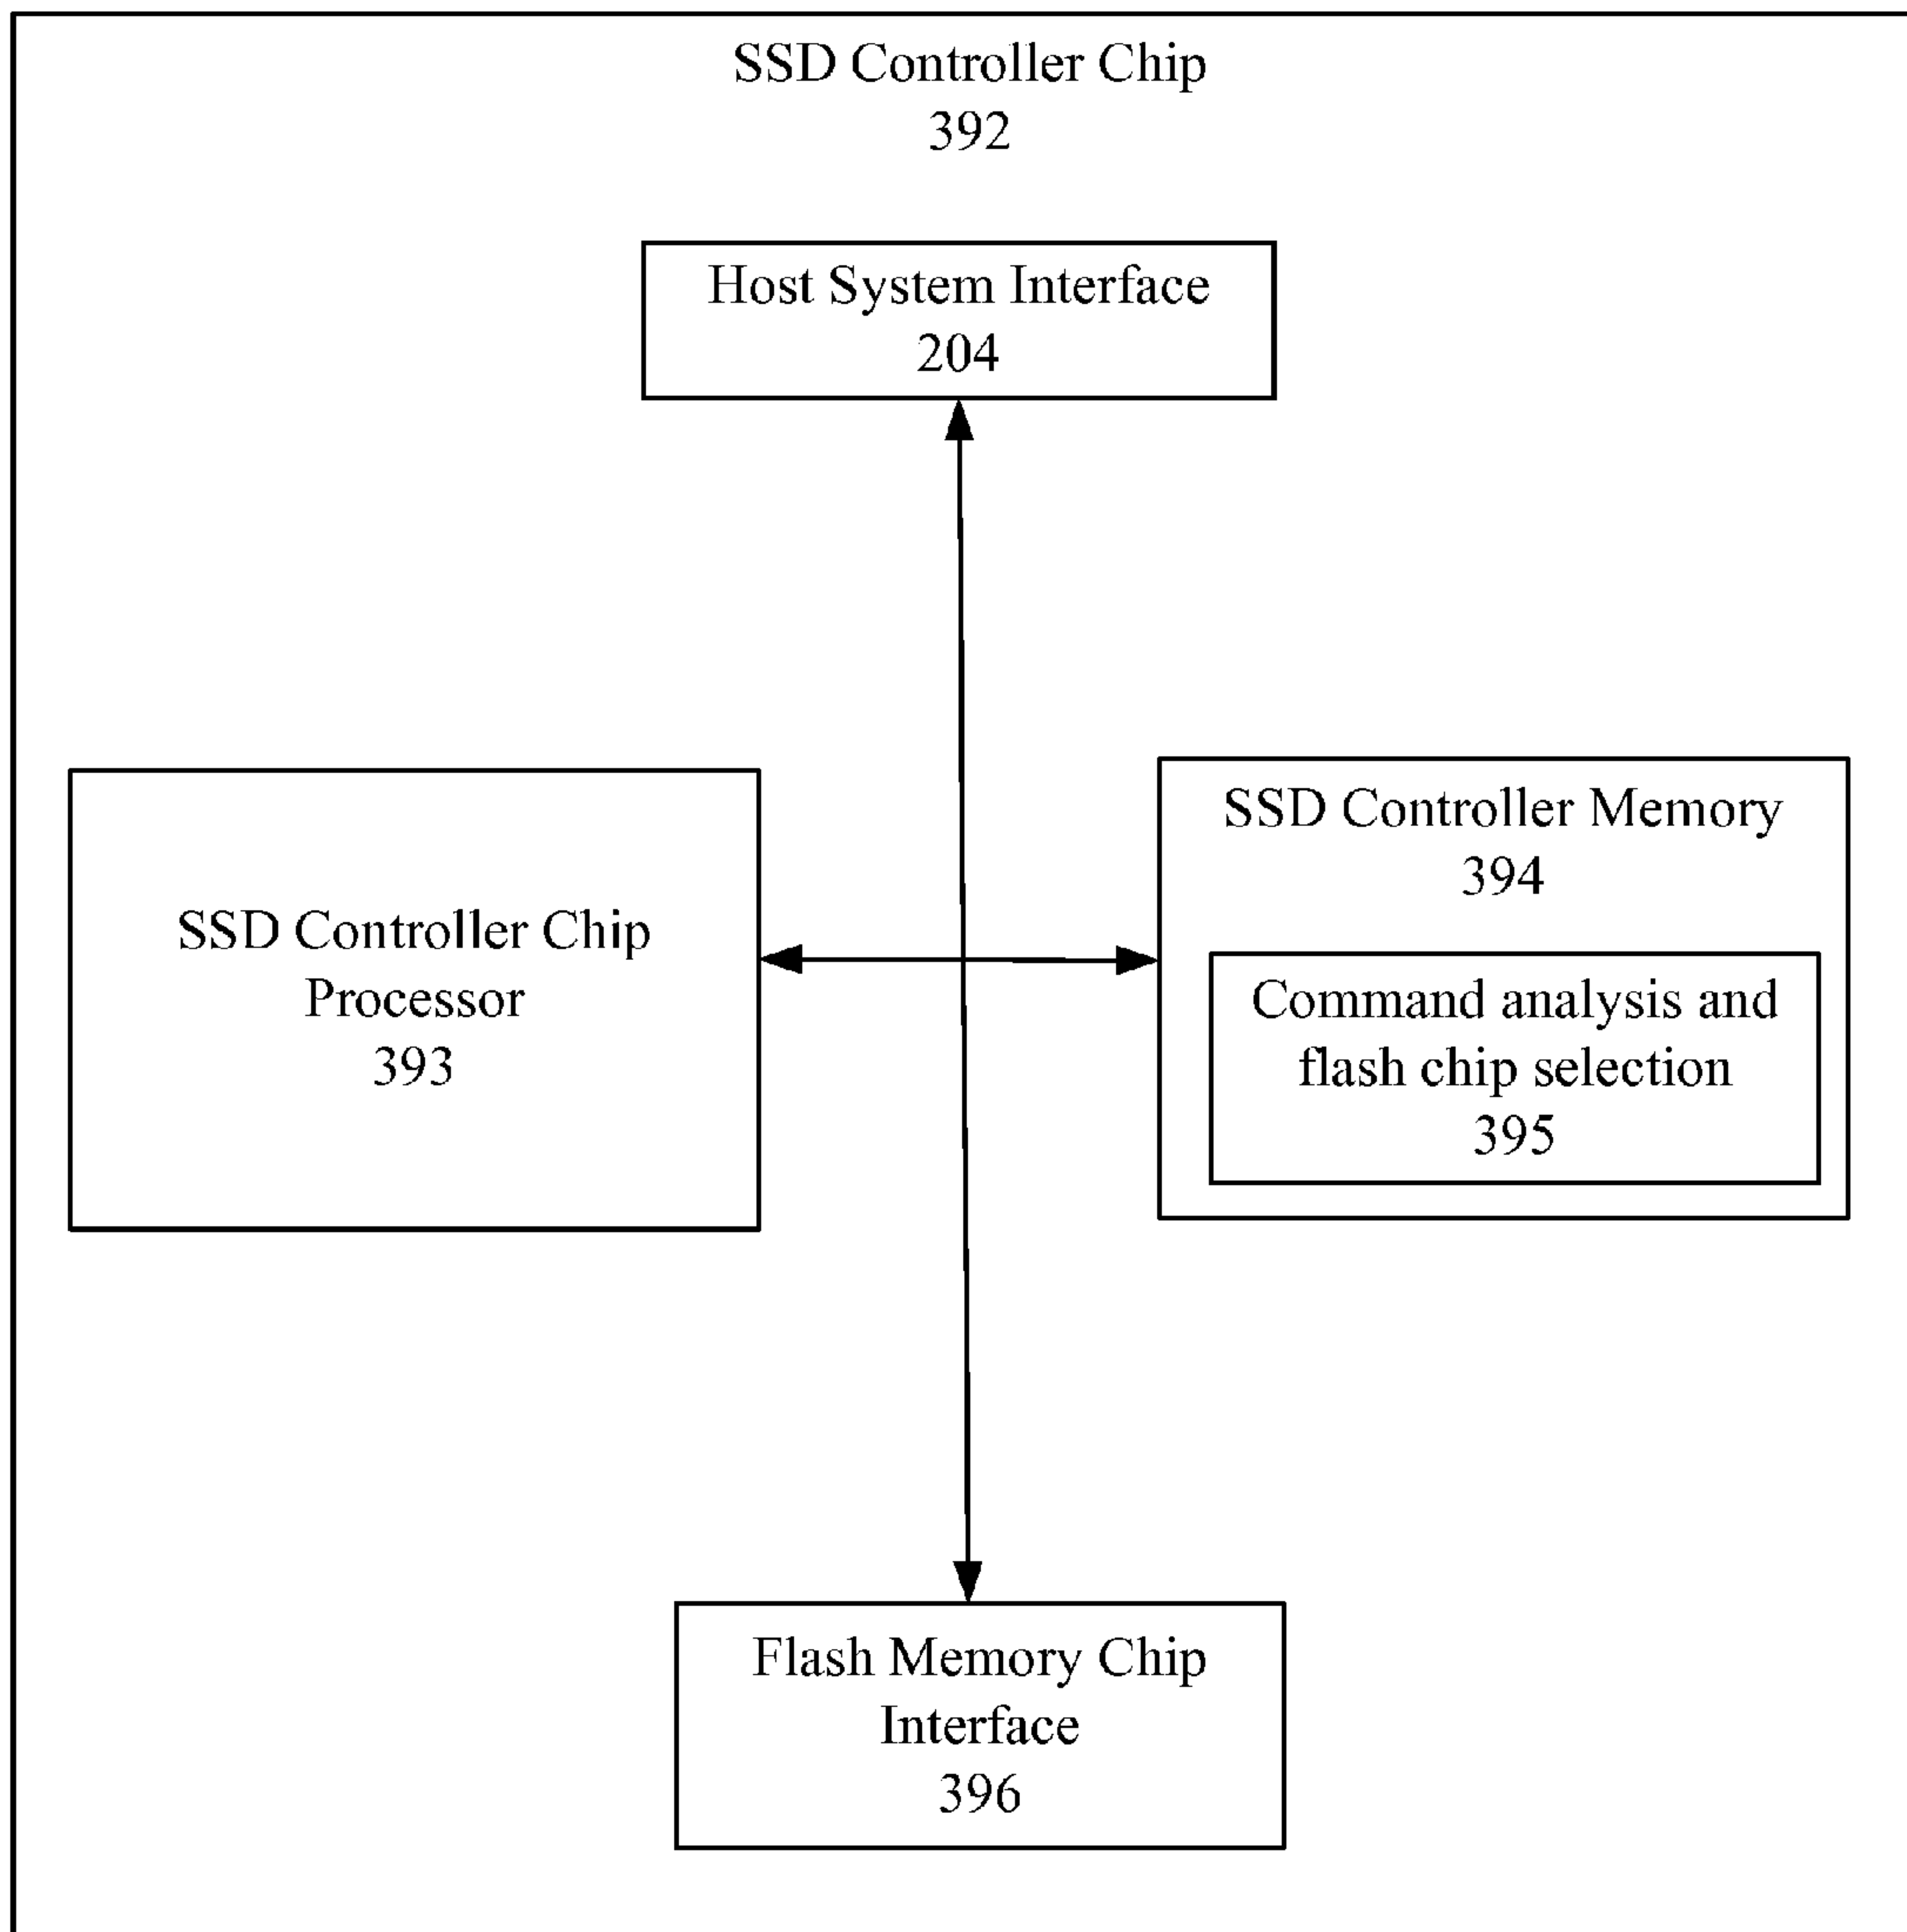 SSD Controller Chip
392
Host System Interface
204
SSD Controller Chip
Processor
393
SSD Controller Memory
394
Command analysis and
flash chip selection
395
Flash Memory Chip
Interface
396